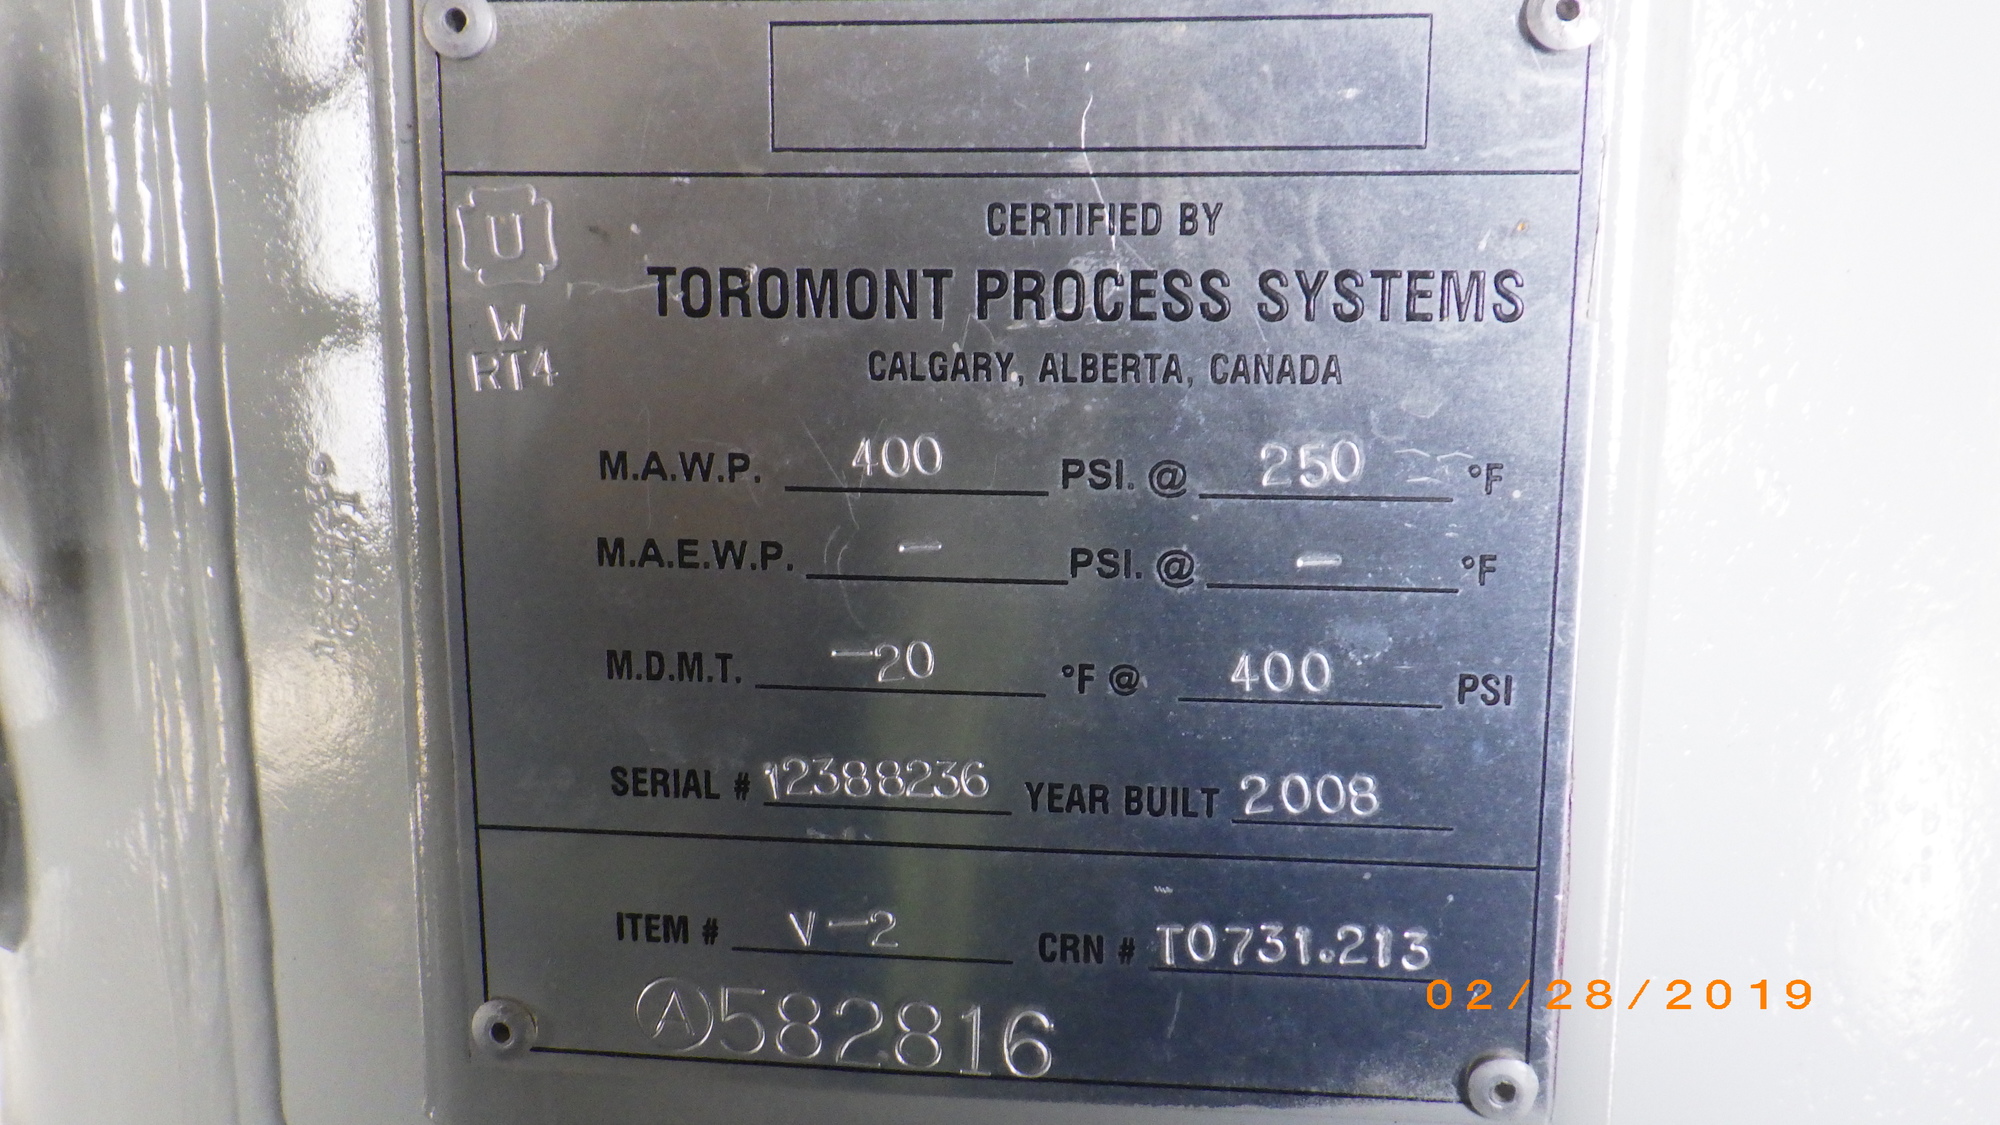 U
W
RT4
CERTIFIED BY
TOROMONT PROCESS SYSTEMS
CALGARY, ALBERTA, CANADA
M.A.W.P. 400 PSI. @ 250 °F
M.A.E.W.P. - PSI. @ - °F
M.D.M.T. -20 °F @ 400 PSI
SERIAL # 12388236 YEAR BUILT 2008
ITEM # V-2 CRN # T0731.213
A582816
02/28/2019